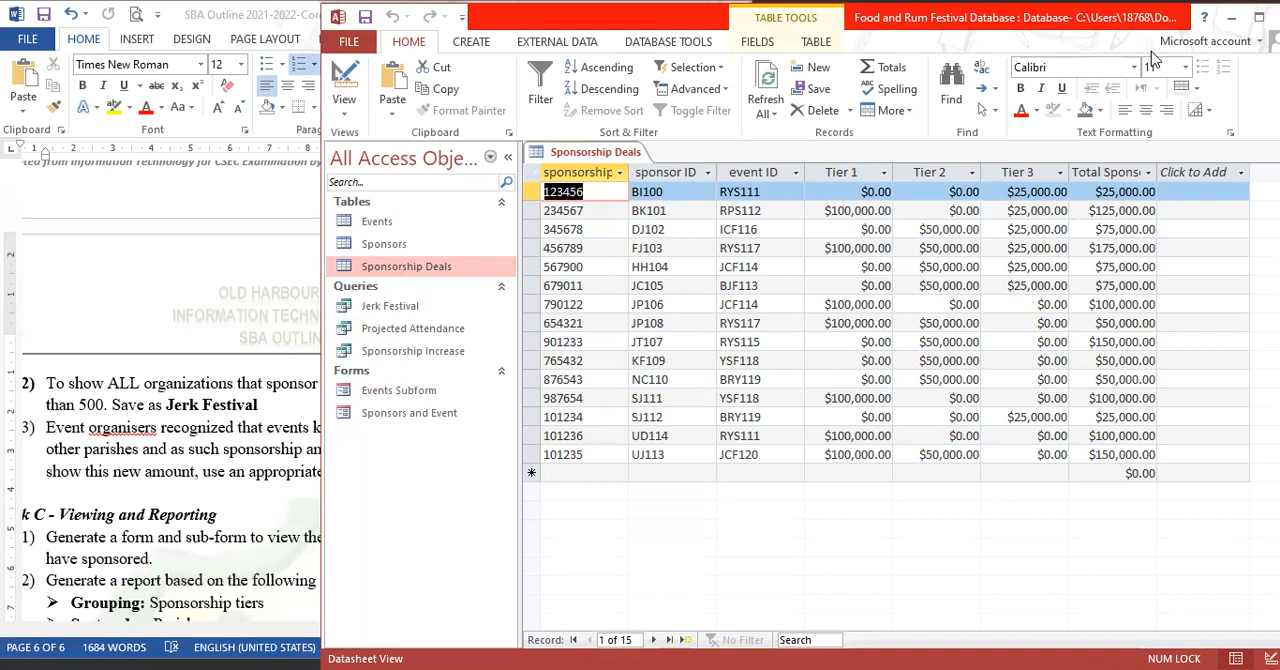 SBA Outline 2021-2022-Cor
FILE HOME INSERT DESIGN PAGE LAYOUT
Times New Roman 12
Paste
Clipboard Font Parag
ted from Information Technology for CSEC Examination by
OLD HARBOUR
INFORMATION TECHN
SBA OUTLIN
2) To show ALL organizations that sponsor
than 500. Save as Jerk Festival
3) Event organisers recognized that events k
other parishes and as such sponsorship an
show this new amount, use an appropriate
k C - Viewing and Reporting
1) Generate a form and sub-form to view the
have sponsored.
2) Generate a report based on the following
➢ Grouping: Sponsorship tiers
PAGE 6 OF 6 1684 WORDS ENGLISH (UNITED STATES)
TABLE TOOLS
Food and Rum Festival Database : Database- C:\Users\18768\Do...
FILE HOME CREATE EXTERNAL DATA DATABASE TOOLS FIELDS TABLE
Microsoft account
View
Views
Paste
Cut
Copy
Format Painter
Clipboard
Filter
Ascending
Descending
Remove Sort
Selection
Advanced
Toggle Filter
Sort & Filter
Refresh
All
New
Save
Delete
Totals
Spelling
More
Records
Find
Find
Calibri
Text Formatting
All Access Obje...
Search...
Tables
Events
Sponsors
Sponsorship Deals
Queries
Jerk Festival
Projected Attendance
Sponsorship Increase
Forms
Events Subform
Sponsors and Event
Sponsorship Deals
sponsorship sponsor ID event ID Tier 1 Tier 2 Tier 3 Total Sponso Click to Add
123456 BI100 RYS111 $0.00 $0.00 $25,000.00 $25,000.00
234567 BK101 RPS112 $100,000.00 $0.00 $25,000.00 $125,000.00
345678 DJ102 ICF116 $0.00 $50,000.00 $25,000.00 $75,000.00
456789 FJ103 RYS117 $100,000.00 $50,000.00 $25,000.00 $175,000.00
567900 HH104 JCF114 $0.00 $50,000.00 $25,000.00 $75,000.00
679011 JC105 BJF113 $0.00 $50,000.00 $25,000.00 $75,000.00
790122 JP106 JCF114 $100,000.00 $0.00 $0.00 $100,000.00
654321 JP108 RYS117 $100,000.00 $50,000.00 $0.00 $50,000.00
901233 JT107 RYS115 $0.00 $50,000.00 $0.00 $150,000.00
765432 KF109 YSF118 $0.00 $50,000.00 $0.00 $50,000.00
876543 NC110 BRY119 $0.00 $50,000.00 $0.00 $50,000.00
987654 SJ111 YSF118 $100,000.00 $0.00 $0.00 $100,000.00
101234 SJ112 BRY119 $0.00 $0.00 $25,000.00 $25,000.00
101236 UD114 RYS111 $100,000.00 $0.00 $0.00 $100,000.00
101235 UJ113 JCF120 $100,000.00 $50,000.00 $0.00 $150,000.00
$0.00
Record: 1 of 15 No Filter Search
Datasheet View NUM LOCK